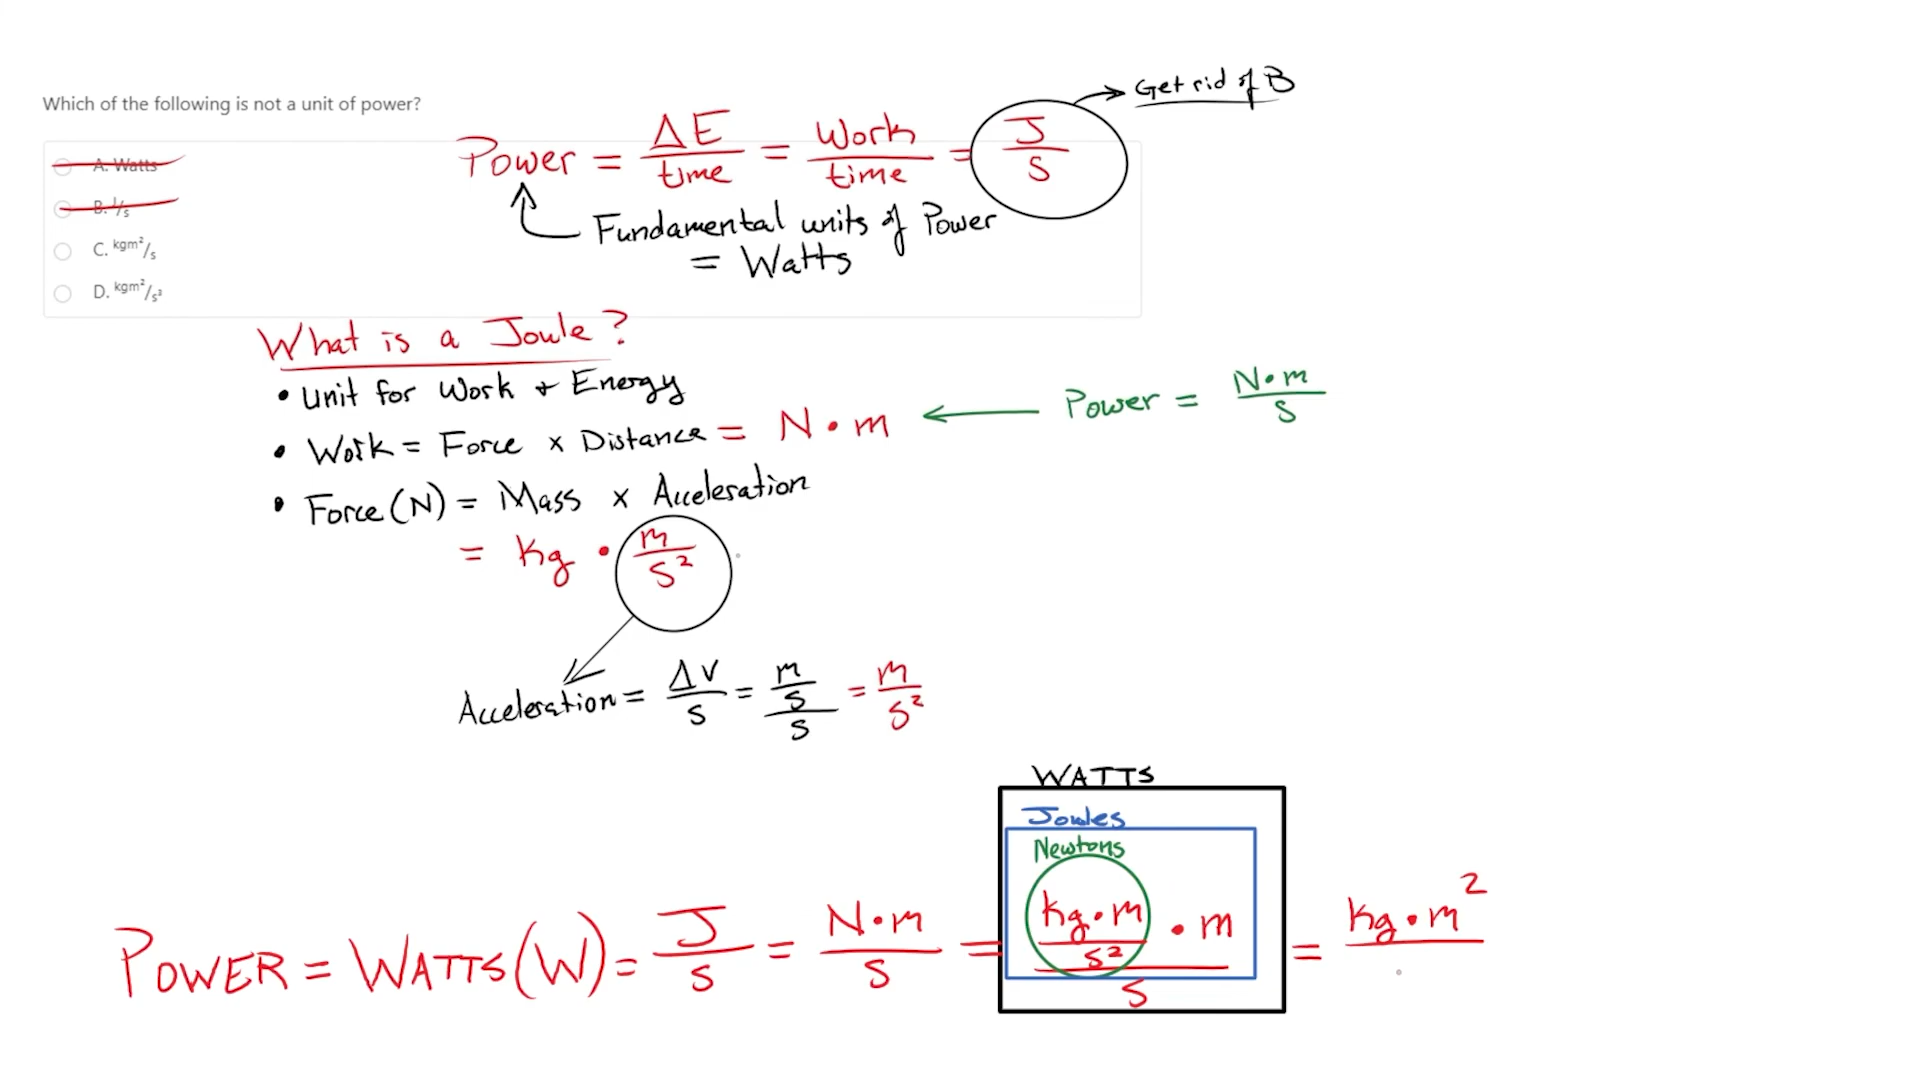 Get rid of B
Which of the following is not a unit of power?
Power = ΔE/time = Work/time = J/s
A. Watts
B. J/s
Fundamental units of Power
= Watts
C. kgm²/s
D. kgm²/s³
What is a Joule?
• Unit for Work + Energy
Power = N·m/s
• Work = Force x Distance = N·m
• Force (N) = Mass x Acceleration
= kg · m/s²
Acceleration = Δv/s = m/s/s = m/s²
WATTS
Joules
Newtons
POWER = WATTS (W) = J/s = N·m/s = kg·m/s² · m/s = kg·m²